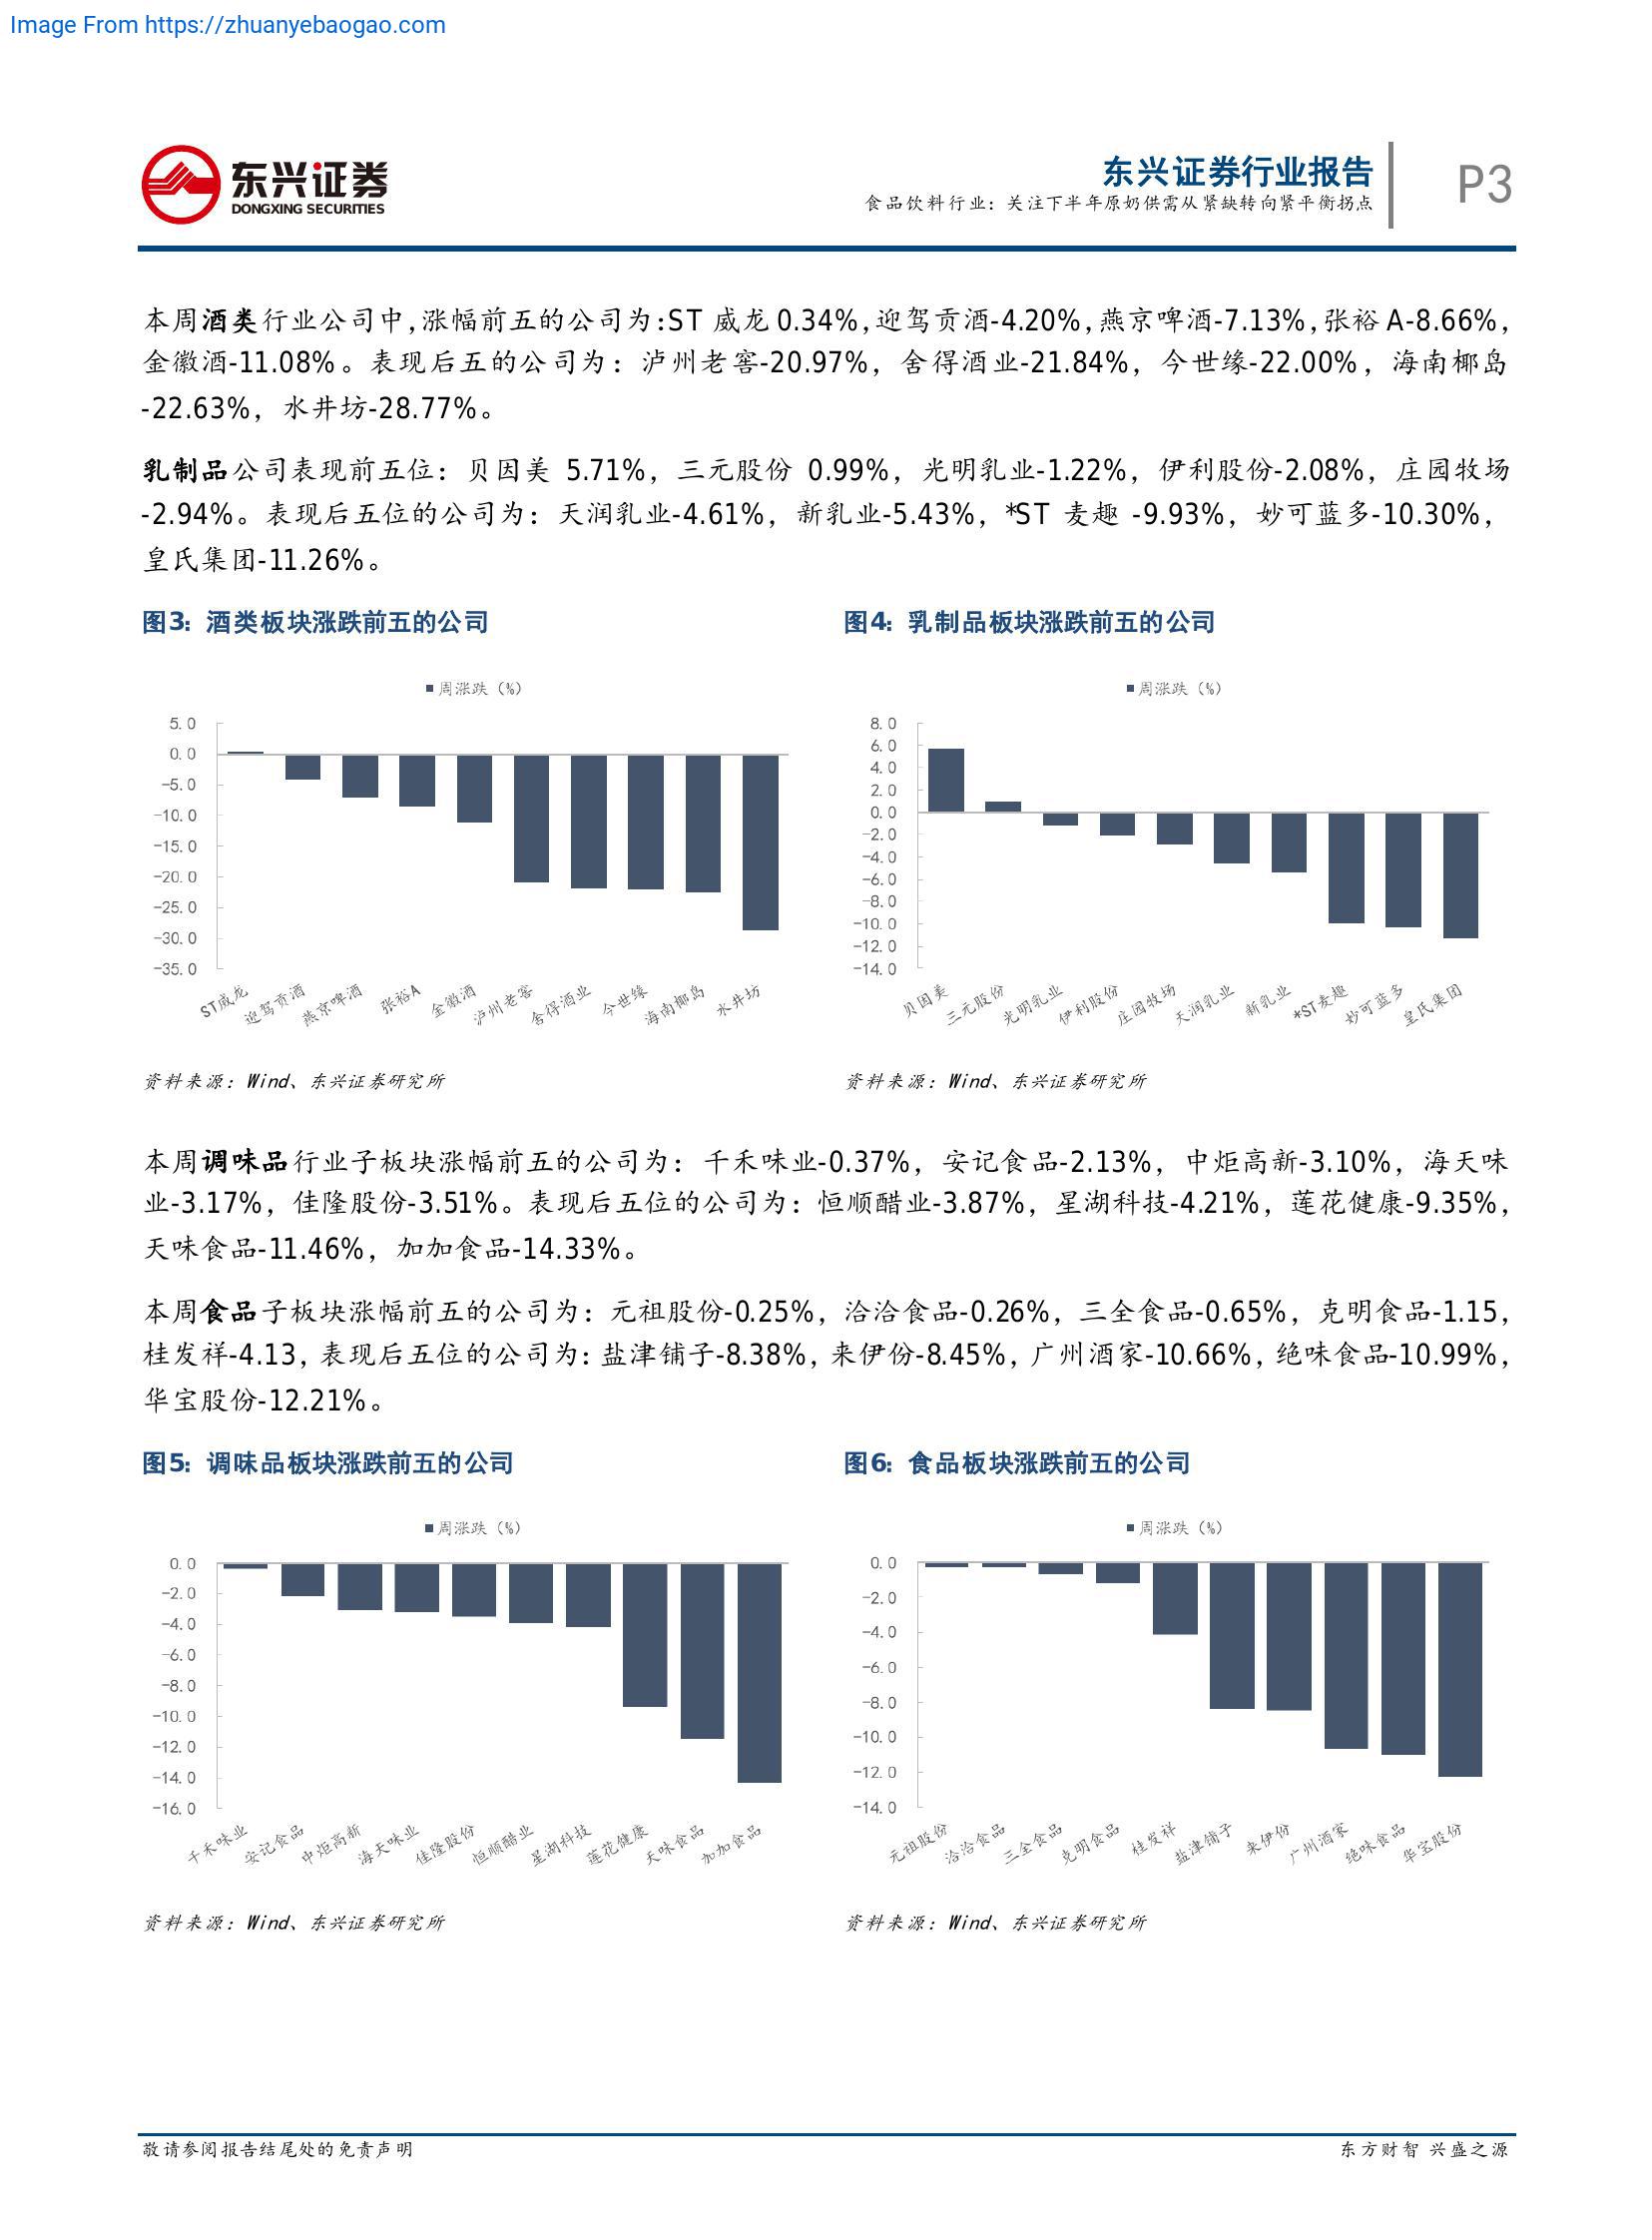 Image From https://zhuanyebaogao.com
东兴证券
DONGXING SECURITIES
东兴证券行业报告
食品饮料行业：关注下半年原奶供需从紧缺转向紧平衡拐点
P3
本周酒类行业公司中,涨幅前五的公司为:ST 威龙 0.34%,迎驾贡酒-4.20%,燕京啤酒-7.13%,张裕 A-8.66%,
金徽酒-11.08%。表现后五的公司为：泸州老窖-20.97%，舍得酒业-21.84%，今世缘-22.00%，海南椰岛
-22.63%，水井坊-28.77%。
乳制品公司表现前五位：贝因美 5.71%，三元股份 0.99%，光明乳业-1.22%，伊利股份-2.08%，庄园牧场
-2.94%。表现后五位的公司为：天润乳业-4.61%，新乳业-5.43%，*ST 麦趣 -9.93%，妙可蓝多-10.30%，
皇氏集团-11.26%。
图3：酒类板块涨跌前五的公司
周涨跌（%）
5.0
0.0
-5.0
-10.0
-15.0
-20.0
-25.0
-30.0
-35.0
ST威龙
迎驾贡酒
燕京啤酒
张裕A
金徽酒
泸州老窖
舍得酒业
今世缘
海南椰岛
水井坊
资料来源：Wind、东兴证券研究所
图4：乳制品板块涨跌前五的公司
周涨跌（%）
8.0
6.0
4.0
2.0
0.0
-2.0
-4.0
-6.0
-8.0
-10.0
-12.0
-14.0
贝因美
三元股份
光明乳业
伊利股份
庄园牧场
天润乳业
新乳业
*ST麦趣
妙可蓝多
皇氏集团
资料来源：Wind、东兴证券研究所
本周调味品行业子板块涨幅前五的公司为：千禾味业-0.37%，安记食品-2.13%，中炬高新-3.10%，海天味
业-3.17%，佳隆股份-3.51%。表现后五位的公司为：恒顺醋业-3.87%，星湖科技-4.21%，莲花健康-9.35%，
天味食品-11.46%，加加食品-14.33%。
本周食品子板块涨幅前五的公司为：元祖股份-0.25%，洽洽食品-0.26%，三全食品-0.65%，克明食品-1.15，
桂发祥-4.13，表现后五位的公司为：盐津铺子-8.38%，来伊份-8.45%，广州酒家-10.66%，绝味食品-10.99%，
华宝股份-12.21%。
图5：调味品板块涨跌前五的公司
周涨跌（%）
0.0
-2.0
-4.0
-6.0
-8.0
-10.0
-12.0
-14.0
-16.0
千禾味业
安记食品
中炬高新
海天味业
佳隆股份
恒顺醋业
星湖科技
莲花健康
天味食品
加加食品
资料来源：Wind、东兴证券研究所
图6：食品板块涨跌前五的公司
周涨跌（%）
0.0
-2.0
-4.0
-6.0
-8.0
-10.0
-12.0
-14.0
元祖股份
洽洽食品
三全食品
克明食品
桂发祥
盐津铺子
来伊份
广州酒家
绝味食品
华宝股份
资料来源：Wind、东兴证券研究所
敬请参阅报告结尾处的免责声明
东方财智 兴盛之源